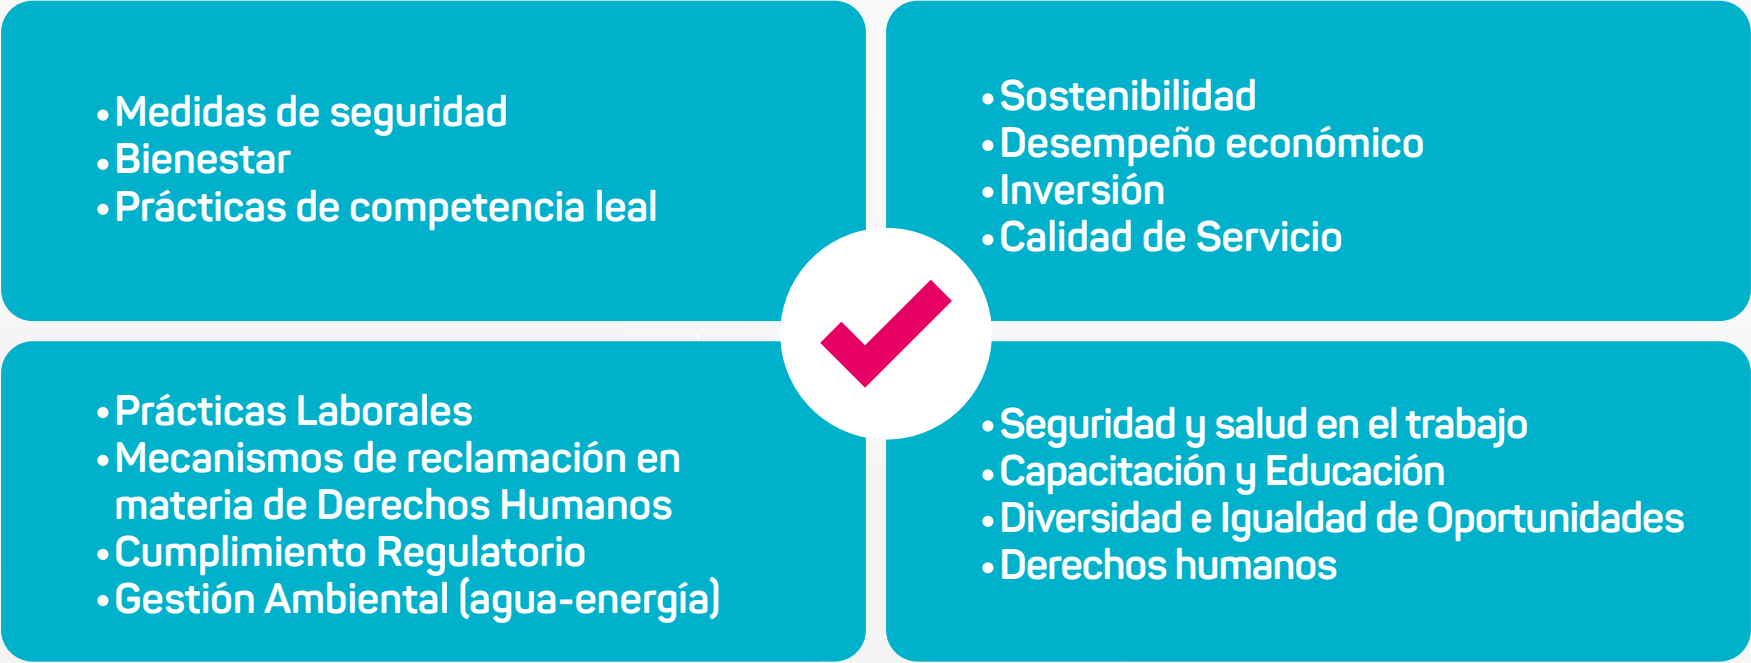 •Medidas de seguridad
•Bienestar
•Prácticas de competencia leal
•Sostenibilidad
•Desempeño económico
•Inversión
•Calidad de Servicio
•Prácticas Laborales
•Mecanismos de reclamación en
materia de Derechos Humanos
•Cumplimiento Regulatorio
•Gestión Ambiental (agua-energía)
•Seguridad y salud en el trabajo
•Capacitación y Educación
•Diversidad e Igualdad de Oportunidades
•Derechos humanos